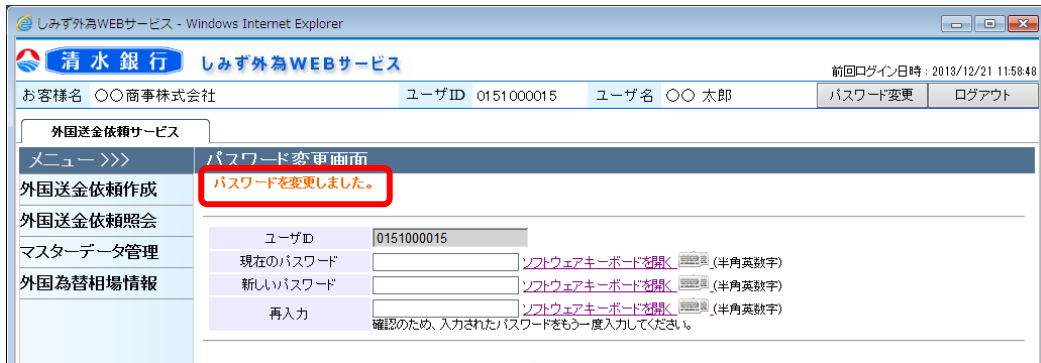 しみず外為WEBサービス - Windows Internet Explorer
清水銀行 しみず外為WEBサービス
前回ログイン日時：2013/12/21 11:58:48
お客様名 〇〇商事株式会社 ユーザID 0151000015 ユーザ名 〇〇 太郎 パスワード変更 ログアウト
外国送金依頼サービス
メニュー >>> パスワード変更画面
パスワードを変更しました。
外国送金依頼作成
外国送金依頼照会
マスターデータ管理
外国為替相場情報
ユーザID 0151000015
現在のパスワード ソフトウェアキーボードを開く (半角英数字)
新しいパスワード ソフトウェアキーボードを開く (半角英数字)
再入力 ソフトウェアキーボードを開く (半角英数字)
確認のため、入力されたパスワードをもう一度入力してください。